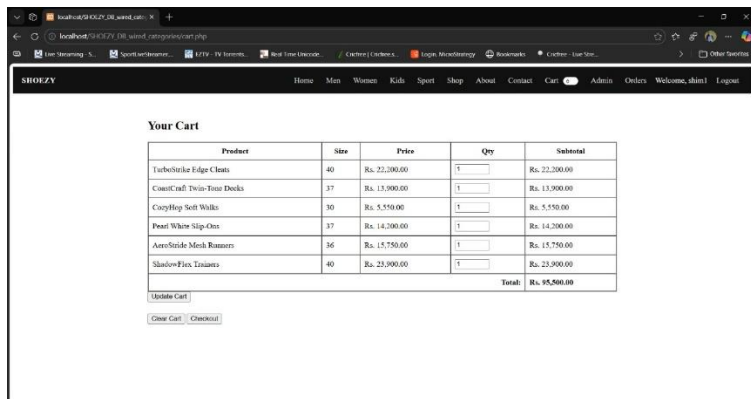 localhost/SHOEZY_DB_wimd_categ
localhost/SHOEZY_DB_wimd_categories/cart.php
Live Streaming - S... SportLiveStreamer... EZTV - TV Torrents... Real Time Unicode... Cricfree | Cricfree.s... Login. MicroStrategy Bookmarks Cricfree - Live Stre... Other favorites
SHOEZY Home Men Women Kids Sport Shop About Contact Cart 6 Admin Orders Welcome, shim1 Logout
Your Cart
Product Size Price Qty Subtotal
TurboStrike Edge Cleats 40 Rs. 22,200.00 1 Rs. 22,200.00
CoastCraft Twin-Tone Decks 37 Rs. 13,900.00 1 Rs. 13,900.00
CozyHop Soft Walks 30 Rs. 5,550.00 1 Rs. 5,550.00
Pearl White Slip-Ons 37 Rs. 14,200.00 1 Rs. 14,200.00
AeroStride Mesh Runners 36 Rs. 15,750.00 1 Rs. 15,750.00
ShadowFlex Trainers 40 Rs. 23,900.00 1 Rs. 23,900.00
Total: Rs. 95,500.00
Update Cart
Clear Cart Checkout